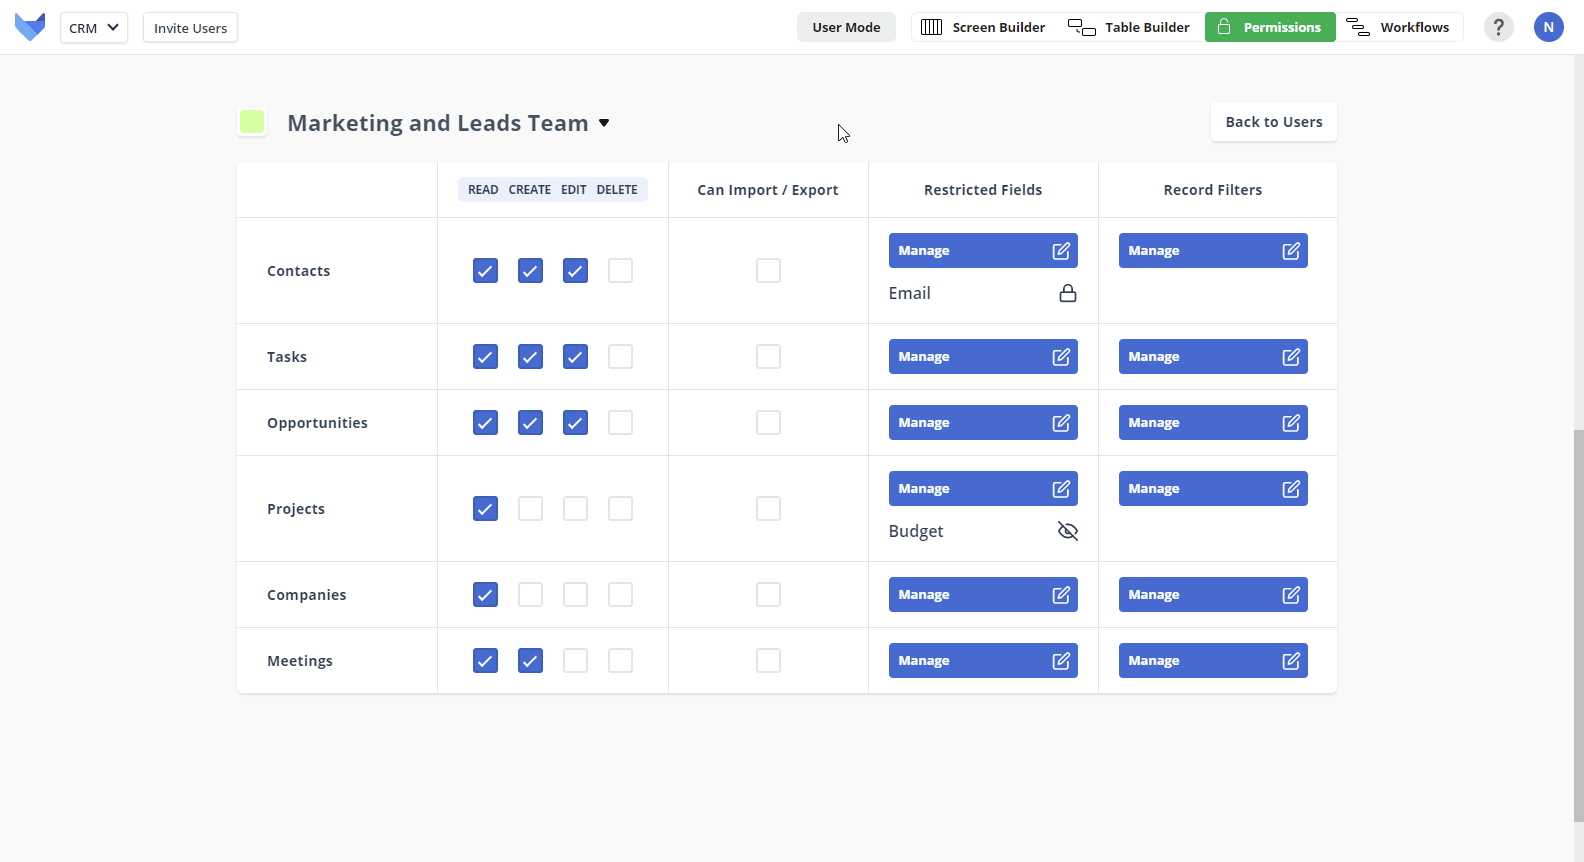 CRM
Invite Users
User Mode
Screen Builder
Table Builder
Permissions
Workflows
?
N
Marketing and Leads Team
Back to Users
READ CREATE EDIT DELETE
Can Import / Export
Restricted Fields
Record Filters
Contacts
Manage
Manage
Email
Tasks
Manage
Manage
Opportunities
Manage
Manage
Projects
Manage
Manage
Budget
Companies
Manage
Manage
Meetings
Manage
Manage